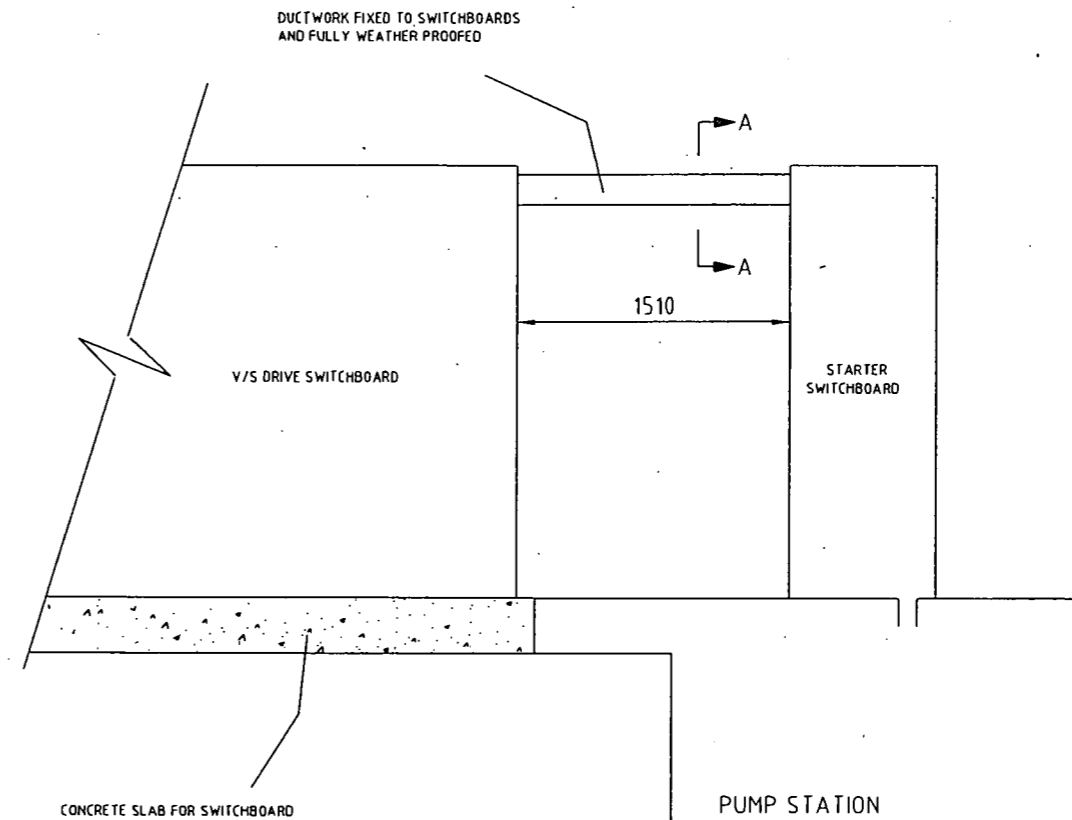 DUCTWORK FIXED TO SWITCHBOARDS
AND FULLY WEATHER PROOFED
A
A
1510
V/S DRIVE SWITCHBOARD
STARTER
SWITCHBOARD
CONCRETE SLAB FOR SWITCHBOARD
PUMP STATION